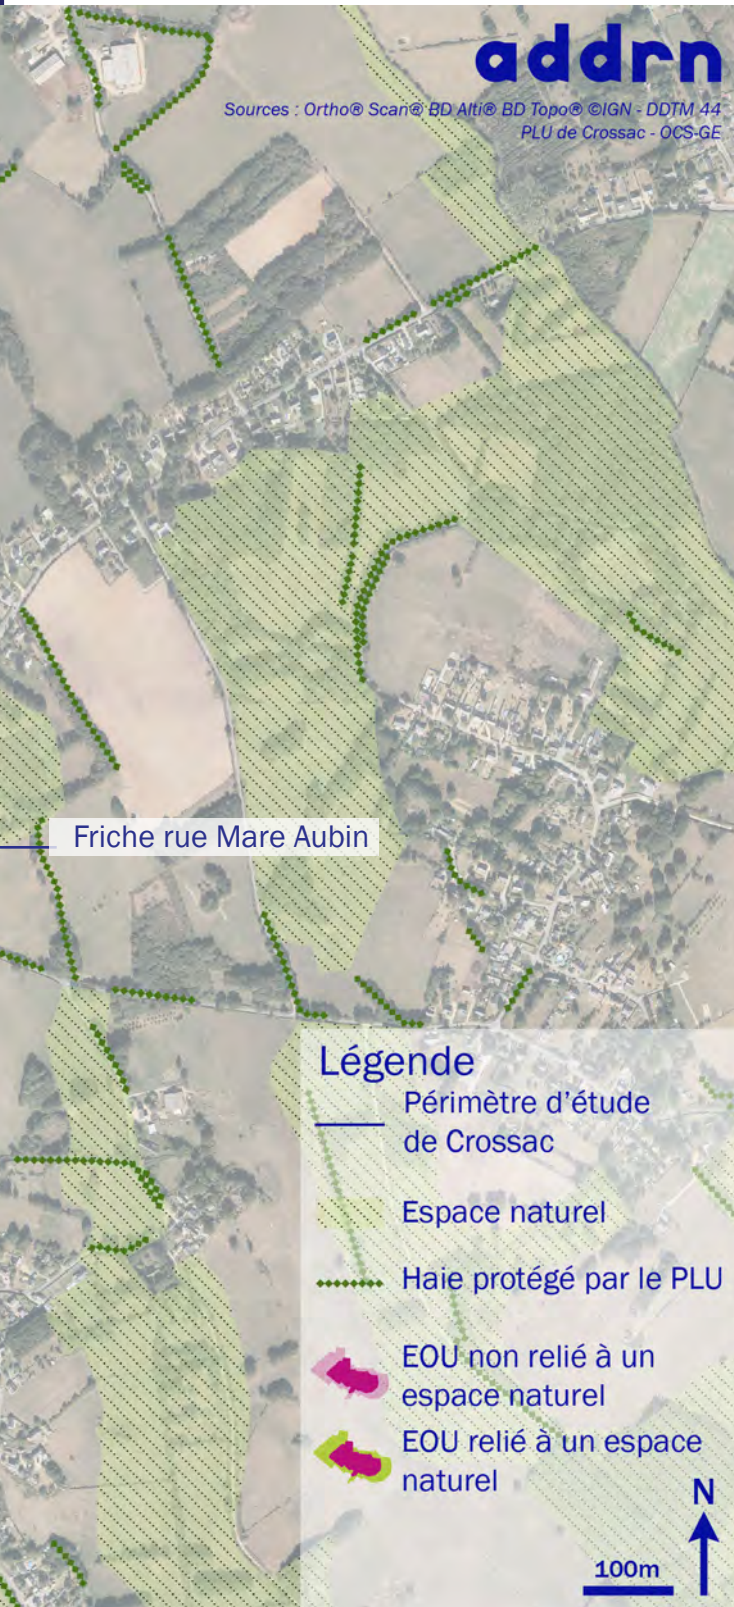 addrn
Sources : Ortho® Scan® BD Alti® BD Topo® ©IGN - DDTM 44
PLU de Crossac - OCS-GE
Friche rue Mare Aubin
Légende
Périmètre d'étude
de Crossac
Espace naturel
Haie protégé par le PLU
EOU non relié à un
espace naturel
EOU relié à un espace
naturel
N
100m